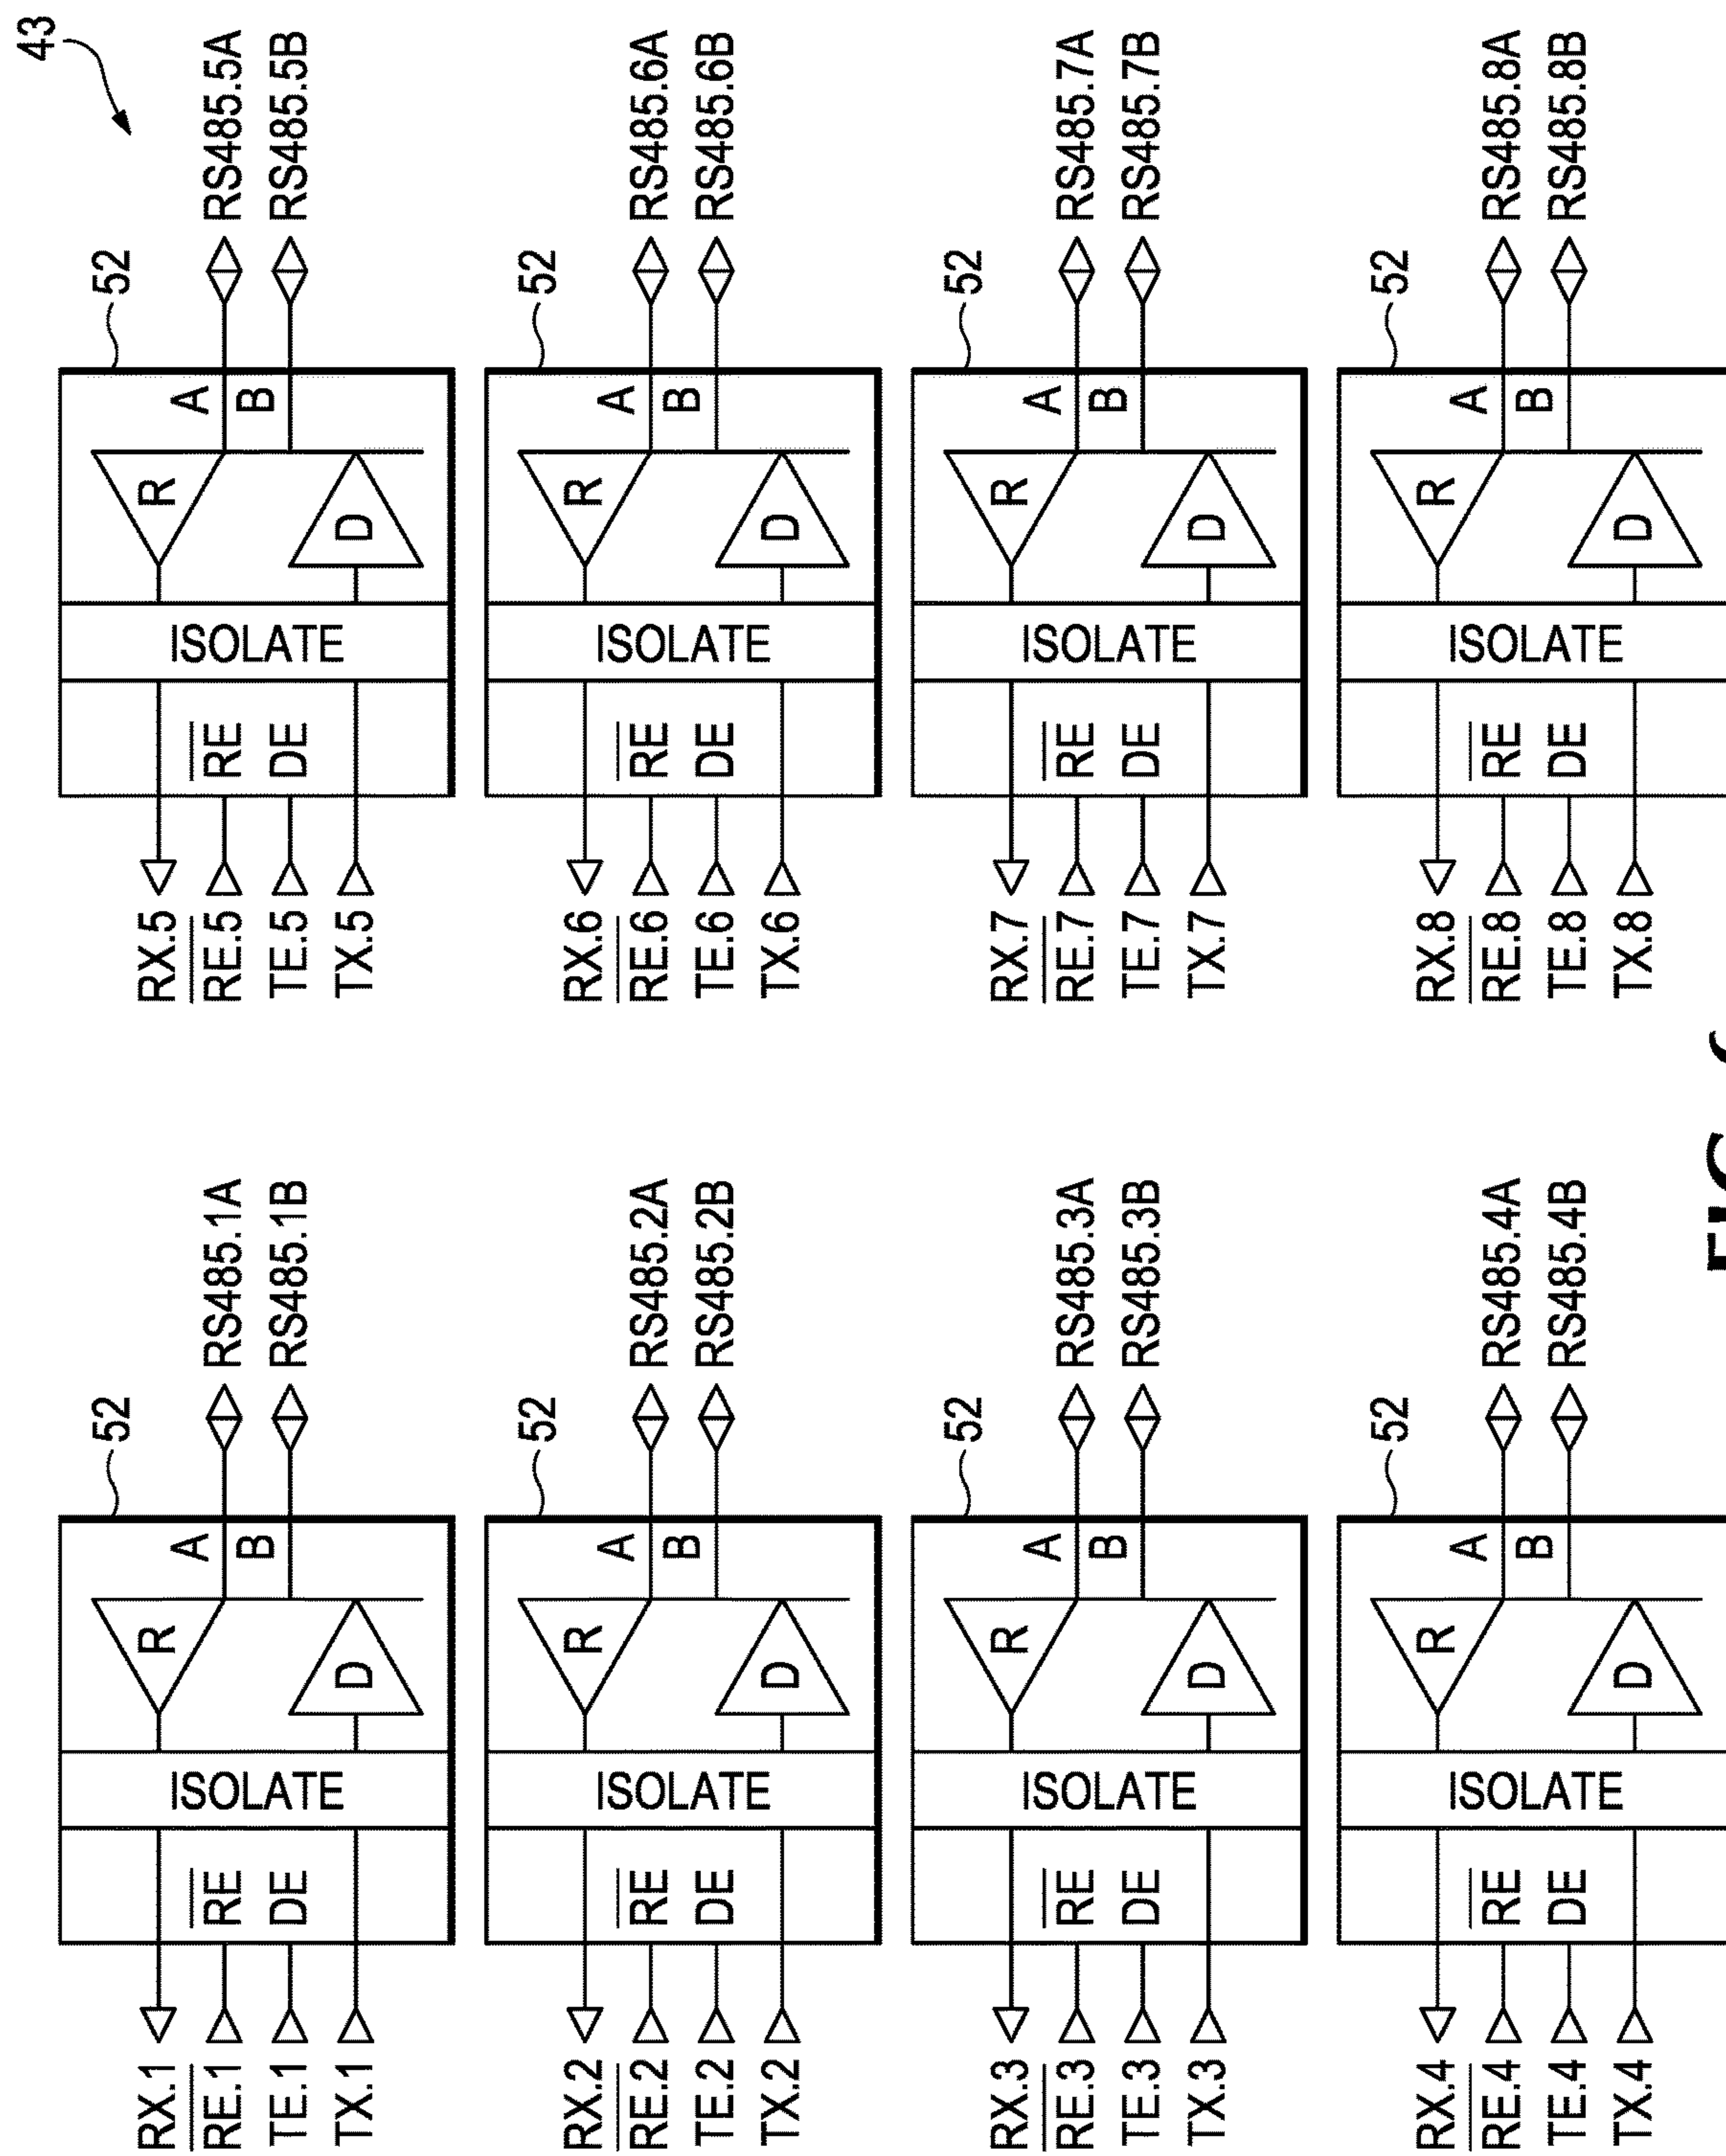 43
52
RX.1
RE.1
TE.1
TX.1
RE
DE
ISOLATE
R
D
A
B
RS485.1A
RS485.1B
52
RX.2
RE.2
TE.2
TX.2
RE
DE
ISOLATE
R
D
A
B
RS485.2A
RS485.2B
52
RX.3
RE.3
TE.3
TX.3
RE
DE
ISOLATE
R
D
A
B
RS485.3A
RS485.3B
52
RX.4
RE.4
TE.4
TX.4
RE
DE
ISOLATE
R
D
A
B
RS485.4A
RS485.4B
52
RX.5
RE.5
TE.5
TX.5
RE
DE
ISOLATE
R
D
A
B
RS485.5A
RS485.5B
52
RX.6
RE.6
TE.6
TX.6
RE
DE
ISOLATE
R
D
A
B
RS485.6A
RS485.6B
52
RX.7
RE.7
TE.7
TX.7
RE
DE
ISOLATE
R
D
A
B
RS485.7A
RS485.7B
52
RX.8
RE.8
TE.8
TX.8
RE
DE
ISOLATE
R
D
A
B
RS485.8A
RS485.8B